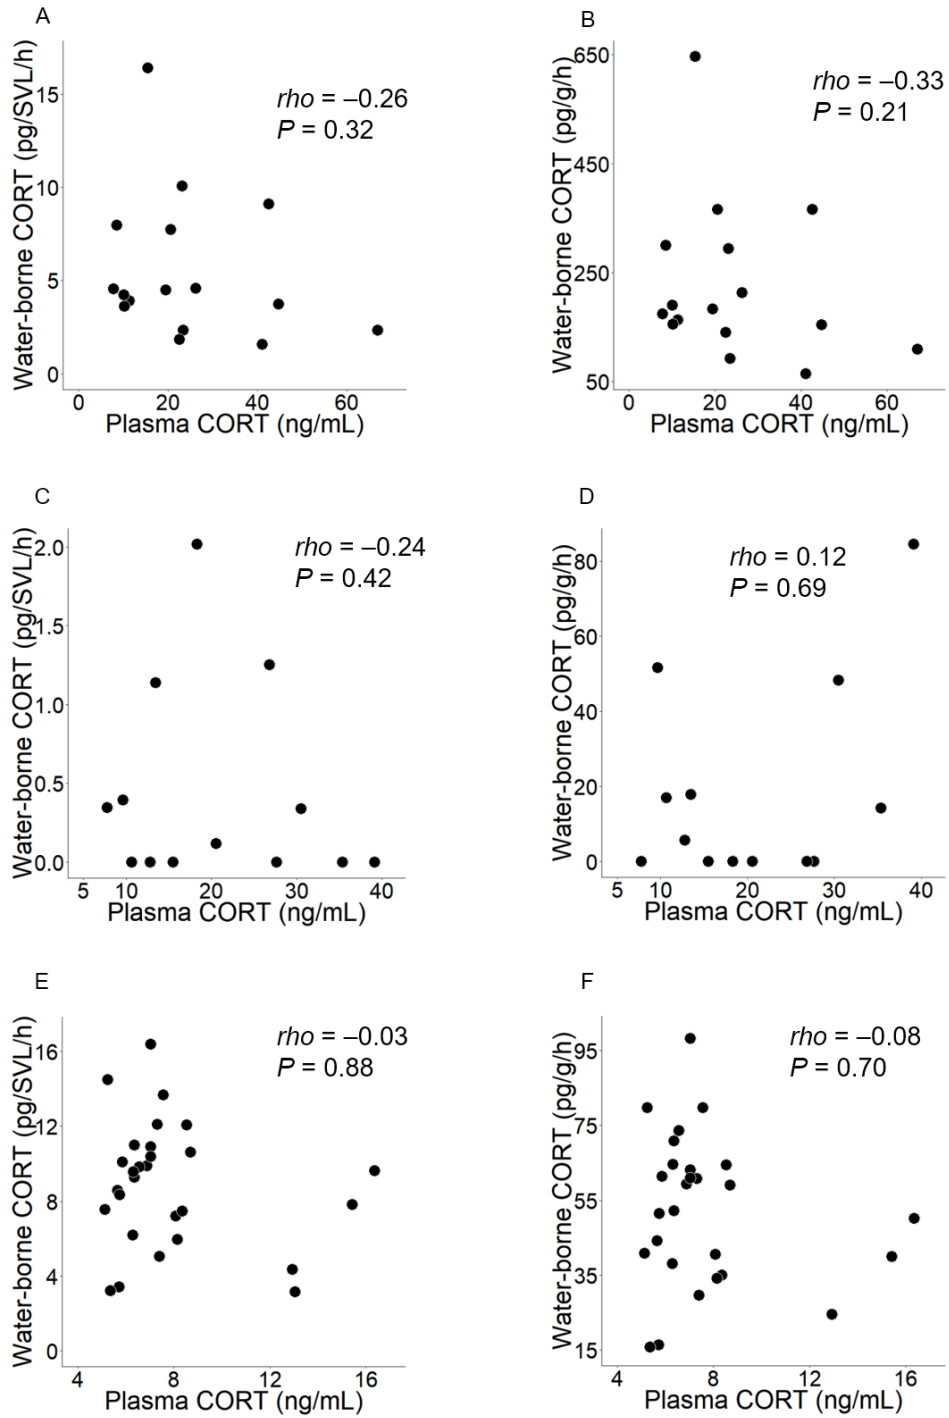 A
Water-borne CORT (pg/SVL/h)
15
10
5
0
rho = –0.26
P = 0.32
0 20 40 60
Plasma CORT (ng/mL)
B
Water-borne CORT (pg/g/h)
650
450
250
50
rho = –0.33
P = 0.21
0 20 40 60
Plasma CORT (ng/mL)
C
Water-borne CORT (pg/SVL/h)
2.0
1.5
1.0
0.5
0.0
rho = –0.24
P = 0.42
5 10 20 30 40
Plasma CORT (ng/mL)
D
Water-borne CORT (pg/g/h)
80
60
40
20
0
rho = 0.12
P = 0.69
5 10 20 30 40
Plasma CORT (ng/mL)
E
Water-borne CORT (pg/SVL/h)
16
12
8
4
0
rho = –0.03
P = 0.88
4 8 12 16
Plasma CORT (ng/mL)
F
Water-borne CORT (pg/g/h)
95
75
55
35
15
rho = –0.08
P = 0.70
4 8 12 16
Plasma CORT (ng/mL)